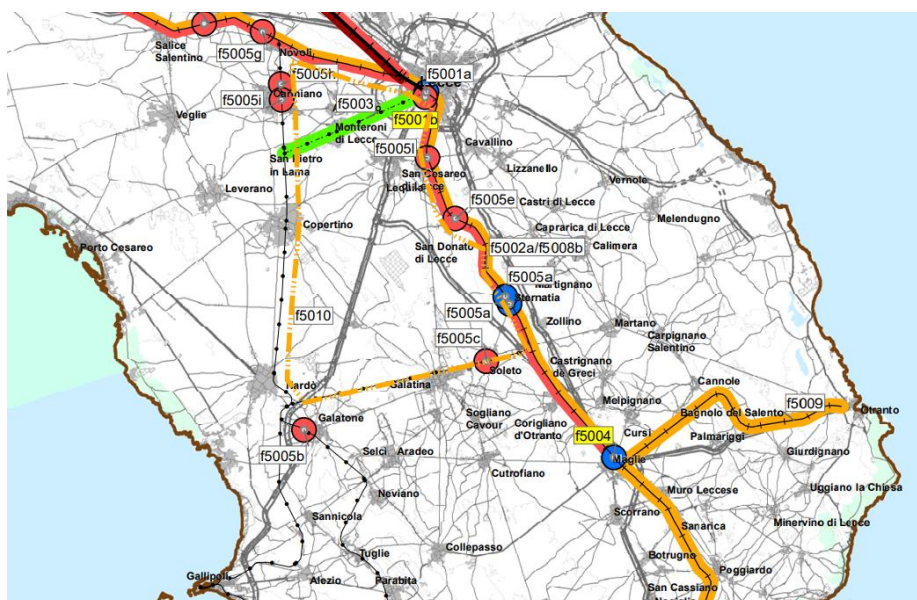 Salice
Salentino
f5005g
Novoli
f5005h
Carmiano
f5005i
f5003
f5001a
Lecce
f5001b
Veglie
Monteroni
di Lecce
f5005l
Cavallino
San Pietro
in Lama
San Cesareo
di Lecce
Lizzanello
Leverano
Lequile
Vernole
f5005e
Castri di Lecce
Melendugno
Copertino
Caprarica di Lecce
Porto Cesareo
San Donato
di Lecce
f5002a/f5008b
Calimera
f5005a
Martignano
Sternatia
f5010
f5005a
Zollino
Martano
f5005c
Carpignano
Salentino
Castrignano
de Greci
Soleto
Nardò
Galatina
Cannole
Melpignano
f5009
Sogliano
Cavour
Bagnolo del Salento
Otranto
Galatone
Corigliano
d'Otranto
f5004
Cursi
Palmariggi
f5005b
Selci
Aradeo
Maglie
Giurdignano
Cutrofiano
Neviano
Muro Leccese
Uggiano la Chiesa
Sannicola
Scorrano
Sanarica
Minervino di Lecce
Tuglie
Collepasso
Botrugno
Poggiardo
Gallipoli
Alezio
Parabita
San Cassiano